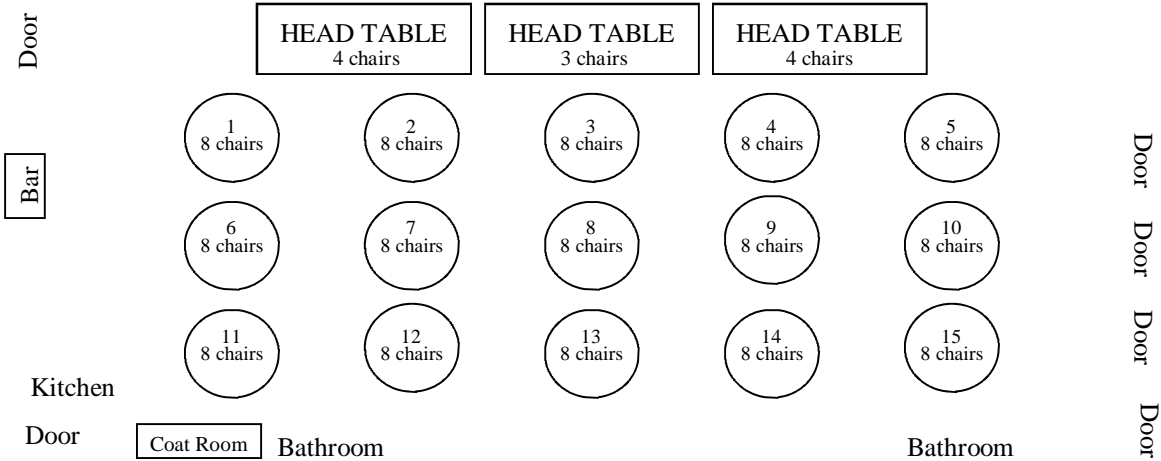 Door
HEAD TABLE
4 chairs
HEAD TABLE
3 chairs
HEAD TABLE
4 chairs
1
8 chairs
2
8 chairs
3
8 chairs
4
8 chairs
5
8 chairs
Door
Bar
6
8 chairs
7
8 chairs
8
8 chairs
9
8 chairs
10
8 chairs
Door
11
8 chairs
12
8 chairs
13
8 chairs
14
8 chairs
15
8 chairs
Door
Kitchen
Door
Coat Room
Bathroom
Bathroom
Door